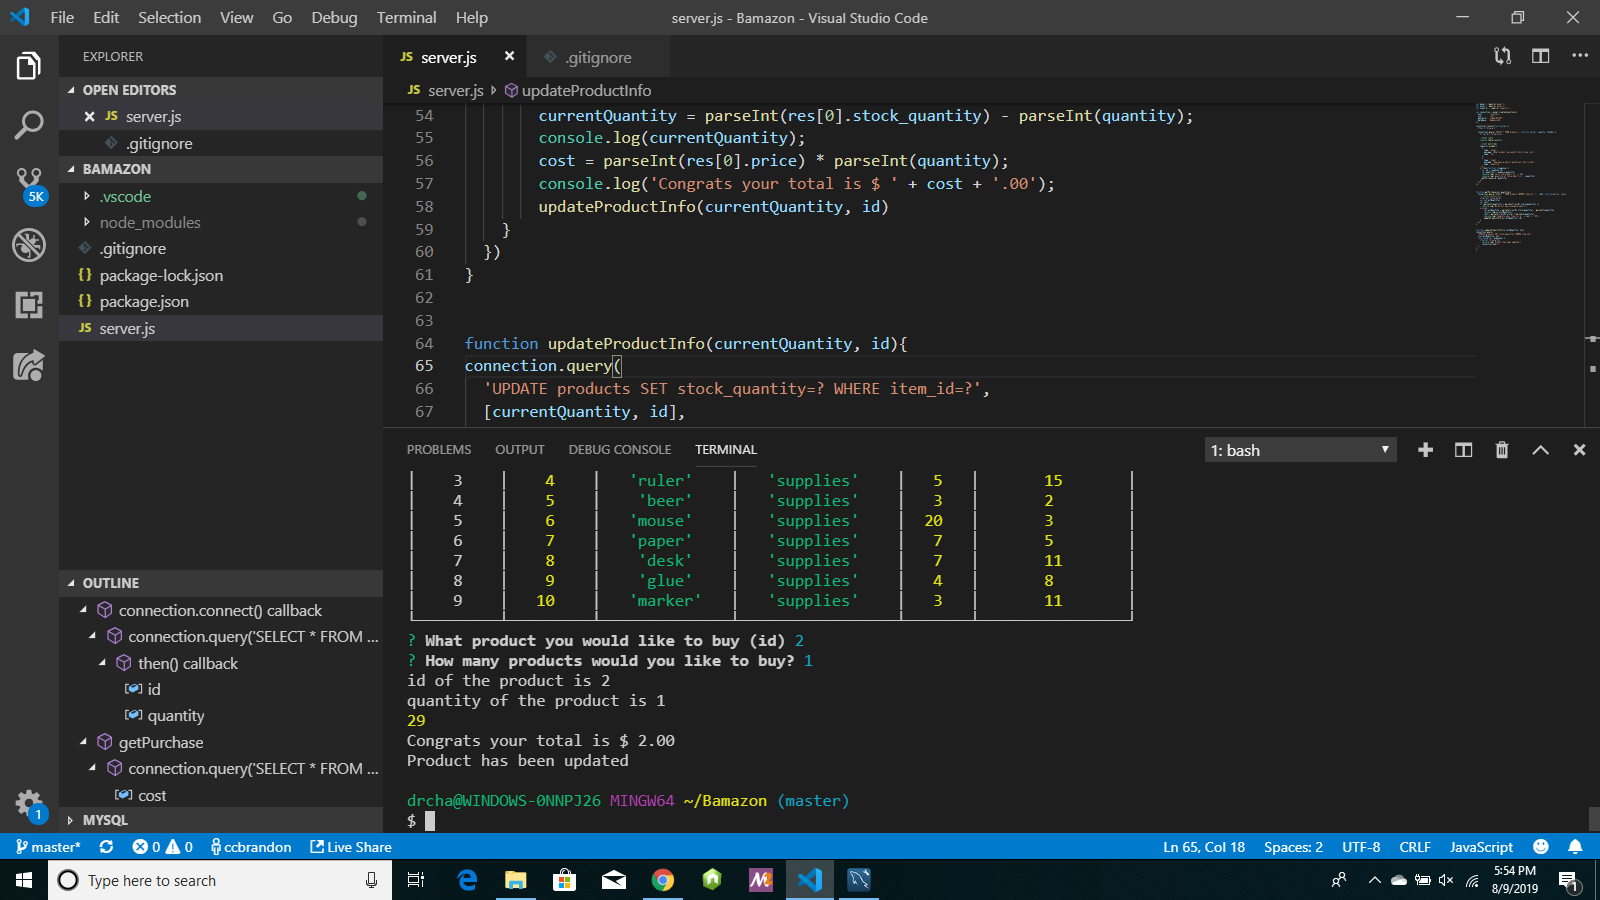 File Edit Selection View Go Debug Terminal Help
server.js - Bamazon - Visual Studio Code
EXPLORER
OPEN EDITORS
JS server.js
.gitignore
BAMAZON
.vscode
node_modules
.gitignore
{} package-lock.json
{} package.json
JS server.js
5K
OUTLINE
connection.connect() callback
connection.query('SELECT * FROM ...
then() callback
id
quantity
getPurchase
connection.query('SELECT * FROM ...
cost
MYSQL
1
JS server.js
.gitignore
JS server.js › updateProductInfo
54 currentQuantity = parseInt(res[0].stock_quantity) - parseInt(quantity);
55 console.log(currentQuantity);
56 cost = parseInt(res[0].price) * parseInt(quantity);
57 console.log('Congrats your total is $ ' + cost + '.00');
58 updateProductInfo(currentQuantity, id)
59 }
60 })
61 }
62
63
64 function updateProductInfo(currentQuantity, id){
65 connection.query(
66 'UPDATE products SET stock_quantity=? WHERE item_id=?',
67 [currentQuantity, id],
PROBLEMS OUTPUT DEBUG CONSOLE TERMINAL
1: bash
3 4 'ruler' 'supplies' 5 15
4 5 'beer' 'supplies' 3 2
5 6 'mouse' 'supplies' 20 3
6 7 'paper' 'supplies' 7 5
7 8 'desk' 'supplies' 7 11
8 9 'glue' 'supplies' 4 8
9 10 'marker' 'supplies' 3 11
? What product you would like to buy (id) 2
? How many products would you like to buy? 1
id of the product is 2
quantity of the product is 1
29
Congrats your total is $ 2.00
Product has been updated
drcha@WINDOWS-0NNPJ26 MINGW64 ~/Bamazon (master)
$
master* 0 0 ccbrandon Live Share
Ln 65, Col 18 Spaces: 2 UTF-8 CRLF JavaScript
Type here to search
5:54 PM
8/9/2019
1